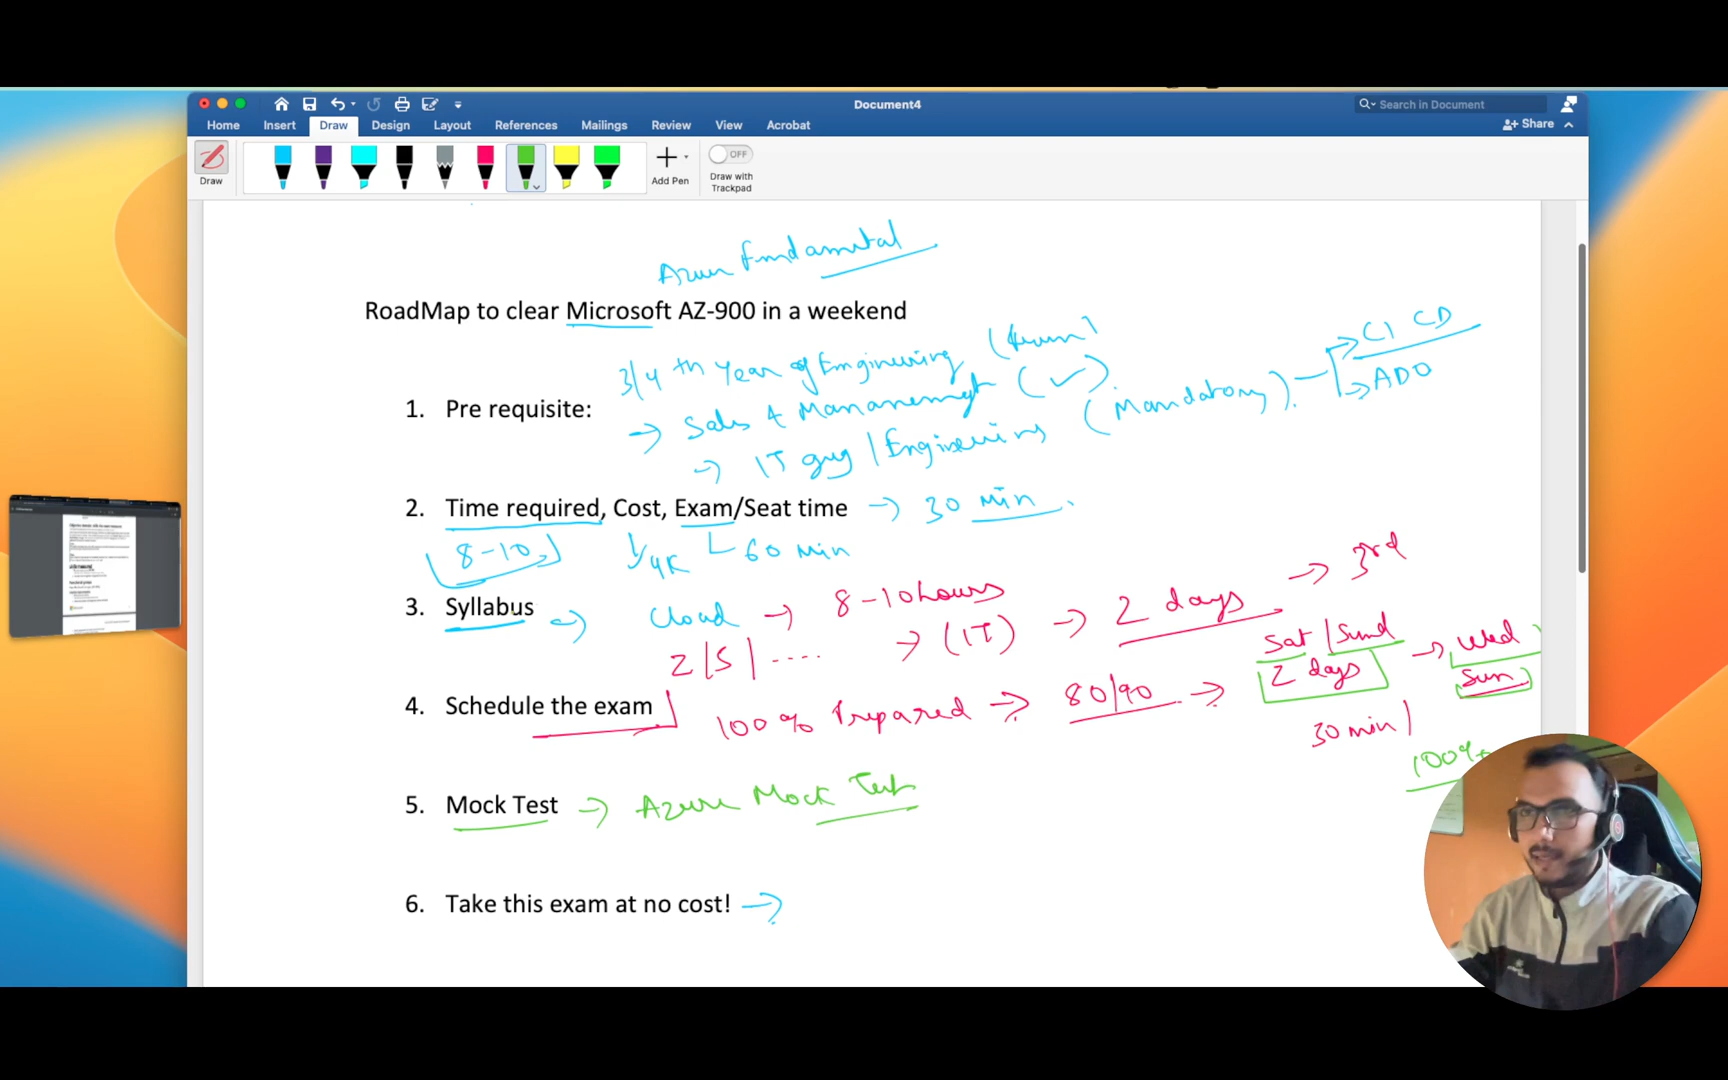 Document4
Search in Document
Home Insert Draw Design Layout References Mailings Review View Acrobat
Share
OFF
Draw
Add Pen
Draw with
Trackpad
Azure fundamental
RoadMap to clear Microsoft AZ-900 in a weekend
3/4 th Year of Engineering
CI CD
1. Pre requisite:
→ Sales & Mananement (✓)
(Mandatory)
→ ADO
→ IT guy / Engineering
2. Time required, Cost, Exam/Seat time → 30 min
8-10
4K
60 min
3. Syllabus
Cloud → 8-10 hours
→ (IT) → 2 days → 3rd
2/5/ ....
Sat / Sund → Wed
2 days
Sun
4. Schedule the exam
100% Prepared → 80/90 →
30 min /
100%
5. Mock Test → Azure Mock Test
6. Take this exam at no cost! →